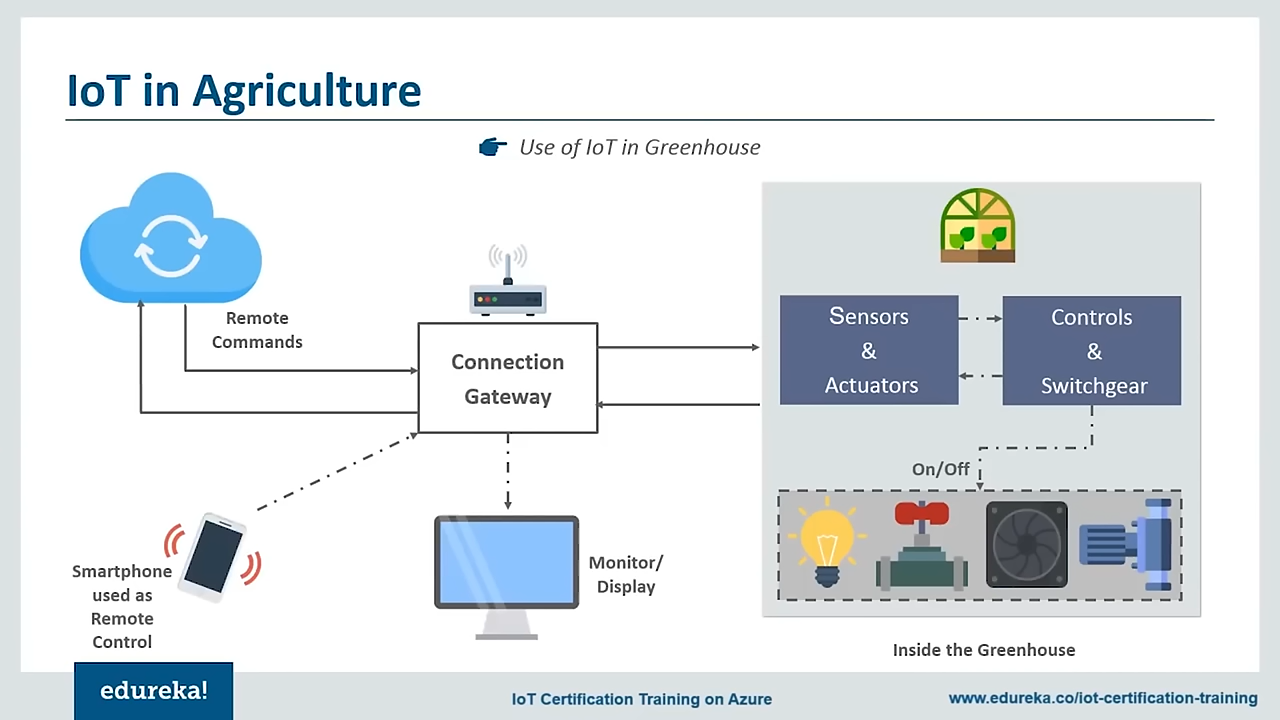 IoT in Agriculture
Use of IoT in Greenhouse
Remote
Commands
Connection
Gateway
Sensors
&
Actuators
Controls
&
Switchgear
On/Off
Smartphone
used as
Remote
Control
Monitor/
Display
Inside the Greenhouse
edureka!
IoT Certification Training on Azure
www.edureka.co/iot-certification-training